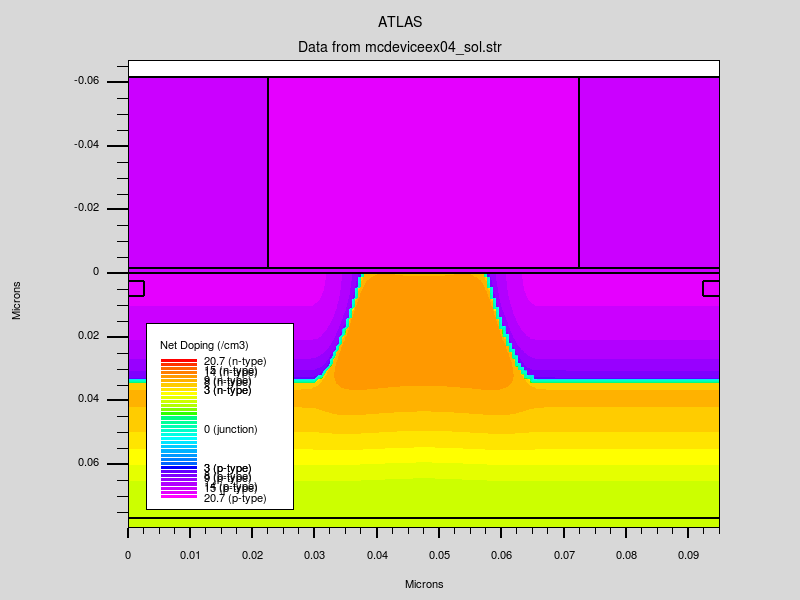 ATLAS
Data from mcdeviceex04_sol.str
-0.06
-0.04
-0.02
0
0.02
0.04
0.06
Microns
Net Doping (/cm3)
20.7 (n-type)
3 (n-type)
0 (junction)
3 (p-type)
20.7 (p-type)
0
0.01
0.02
0.03
0.04
0.05
0.06
0.07
0.08
0.09
Microns